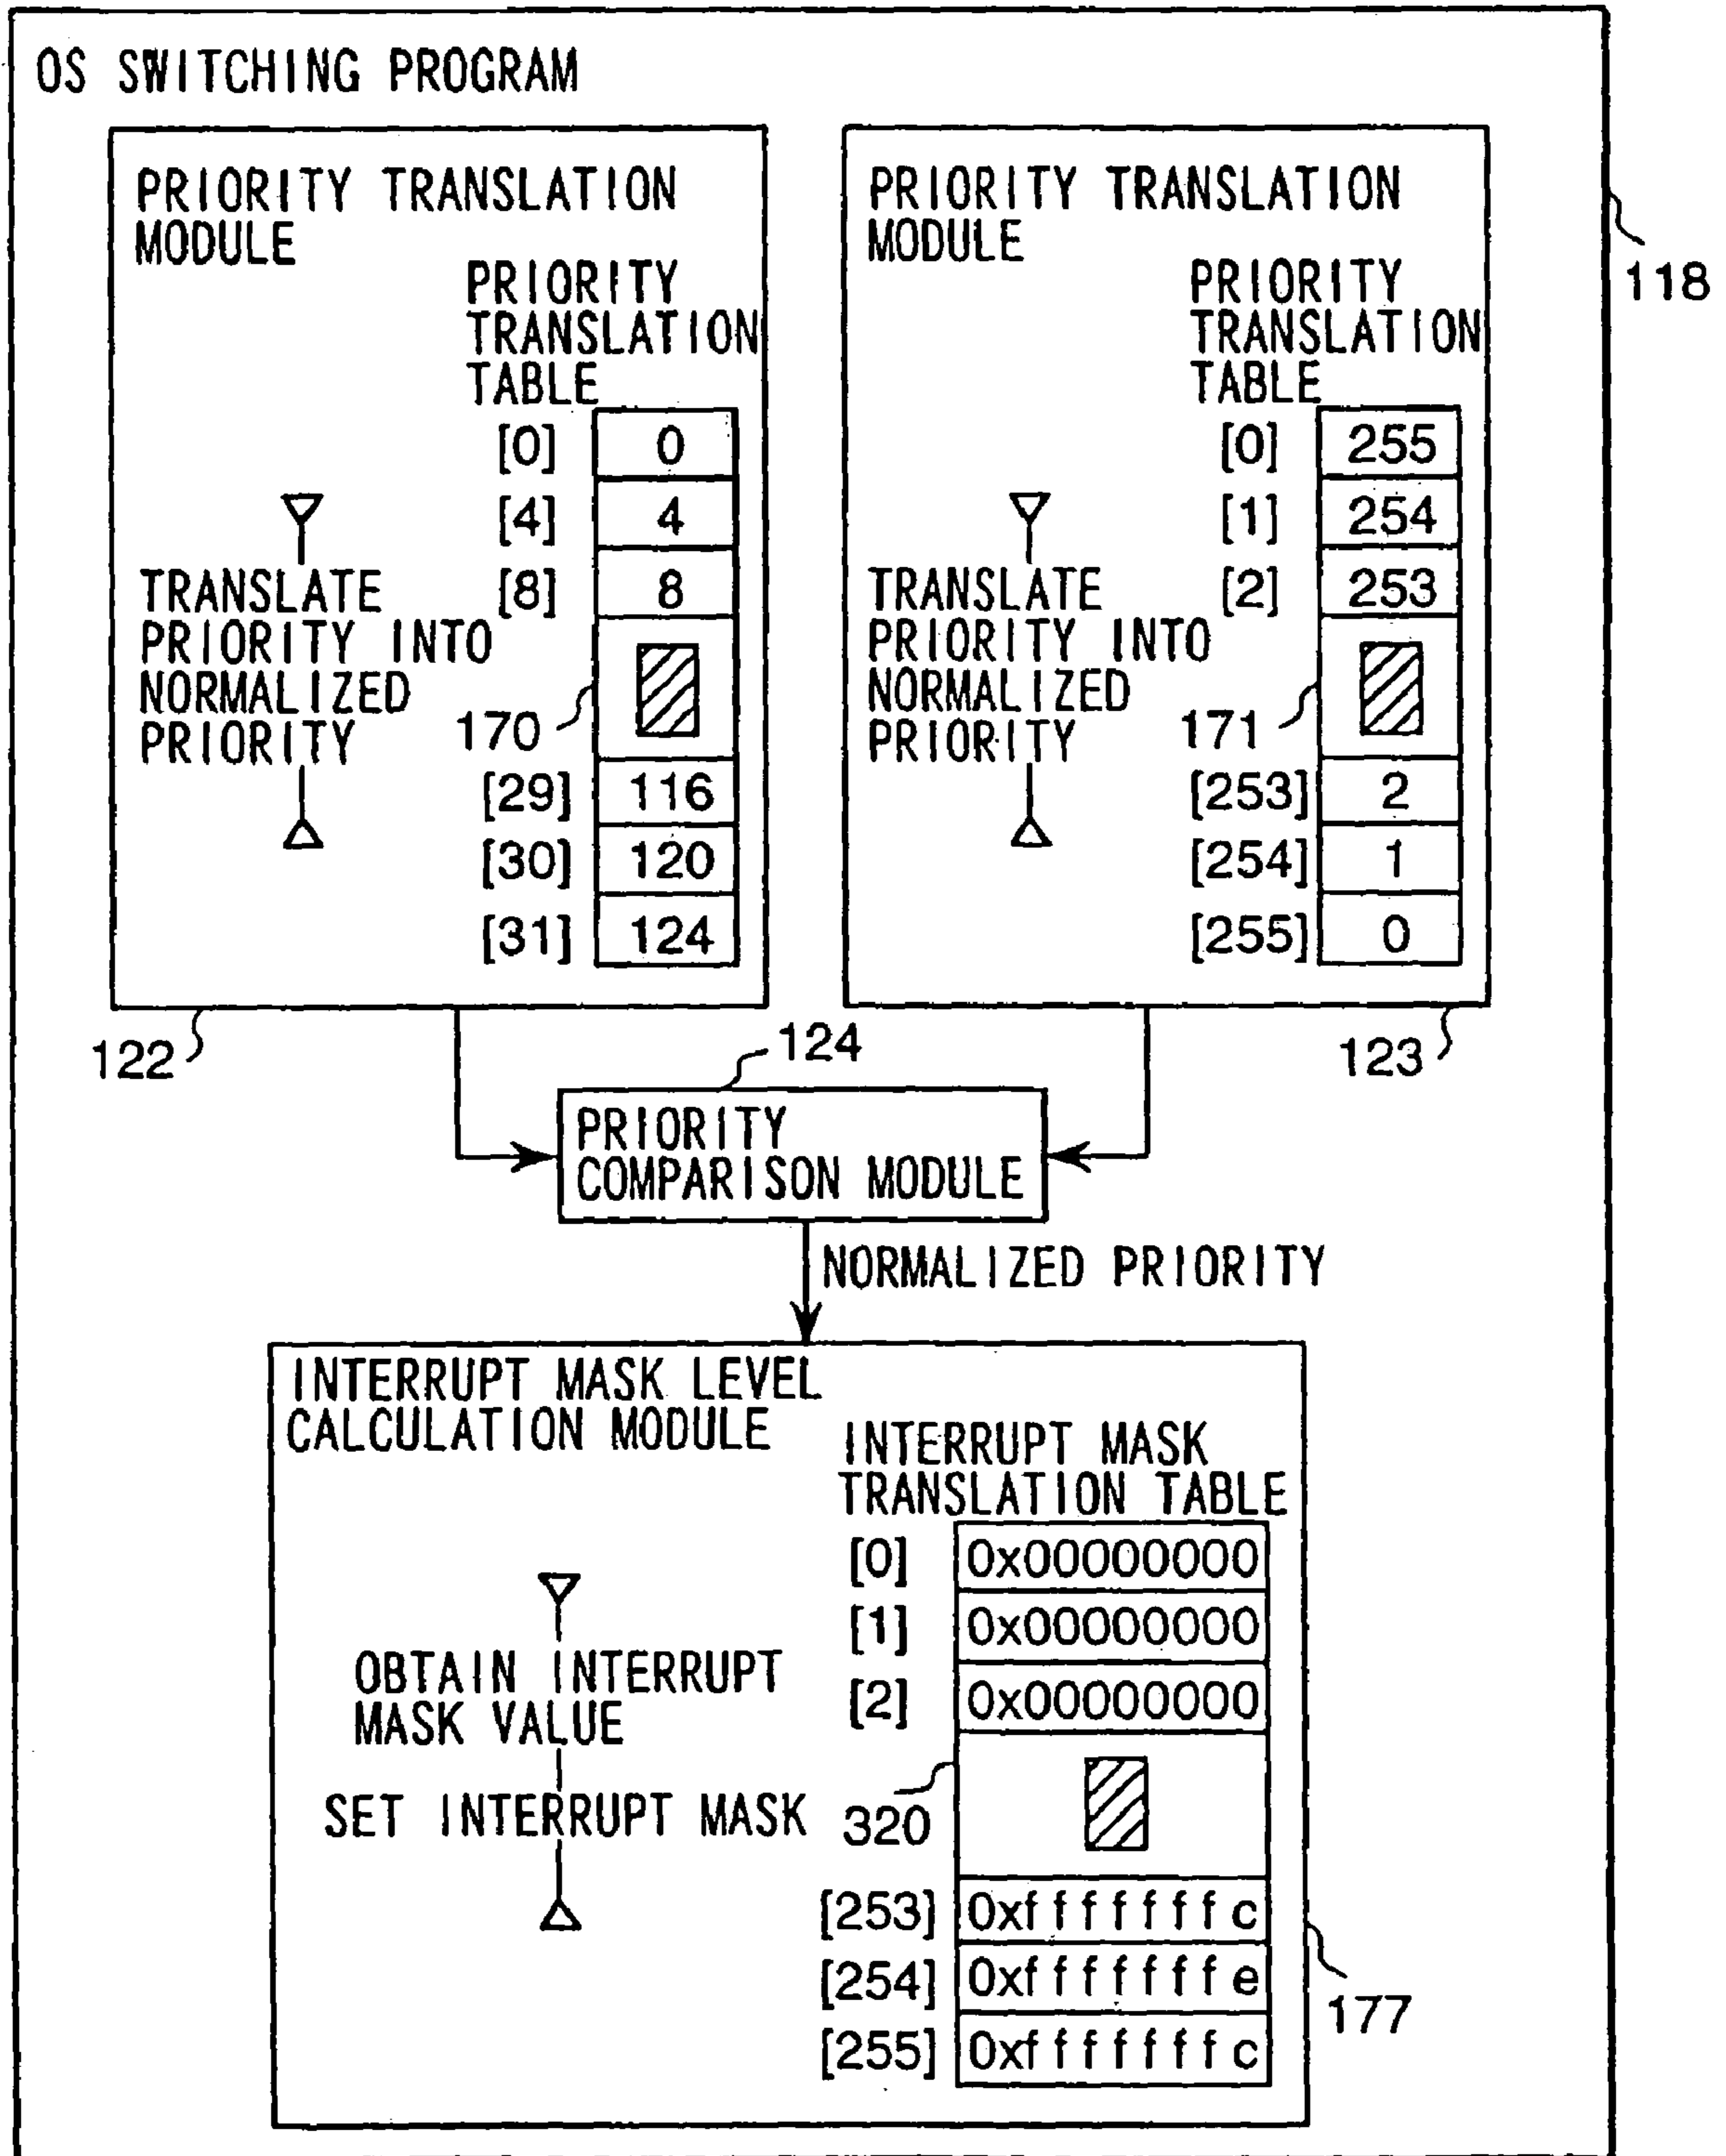 OS SWITCHING PROGRAM
PRIORITY TRANSLATION
MODULE
PRIORITY
TRANSLATION
TABLE
[0] 0
[4] 4
[8] 8
TRANSLATE
PRIORITY INTO
NORMALIZED
PRIORITY
170
[29] 116
[30] 120
[31] 124
122
PRIORITY TRANSLATION
MODULE
PRIORITY
TRANSLATION
TABLE
[0] 255
[1] 254
[2] 253
TRANSLATE
PRIORITY INTO
NORMALIZED
PRIORITY
171
[253] 2
[254] 1
[255] 0
123
118
124
PRIORITY
COMPARISON MODULE
NORMALIZED PRIORITY
INTERRUPT MASK LEVEL
CALCULATION MODULE
INTERRUPT MASK
TRANSLATION TABLE
[0] 0x00000000
[1] 0x00000000
[2] 0x00000000
OBTAIN INTERRUPT
MASK VALUE
SET INTERRUPT MASK
320
[253] 0xfffffffc
[254] 0xfffffffe
[255] 0xfffffffc
177